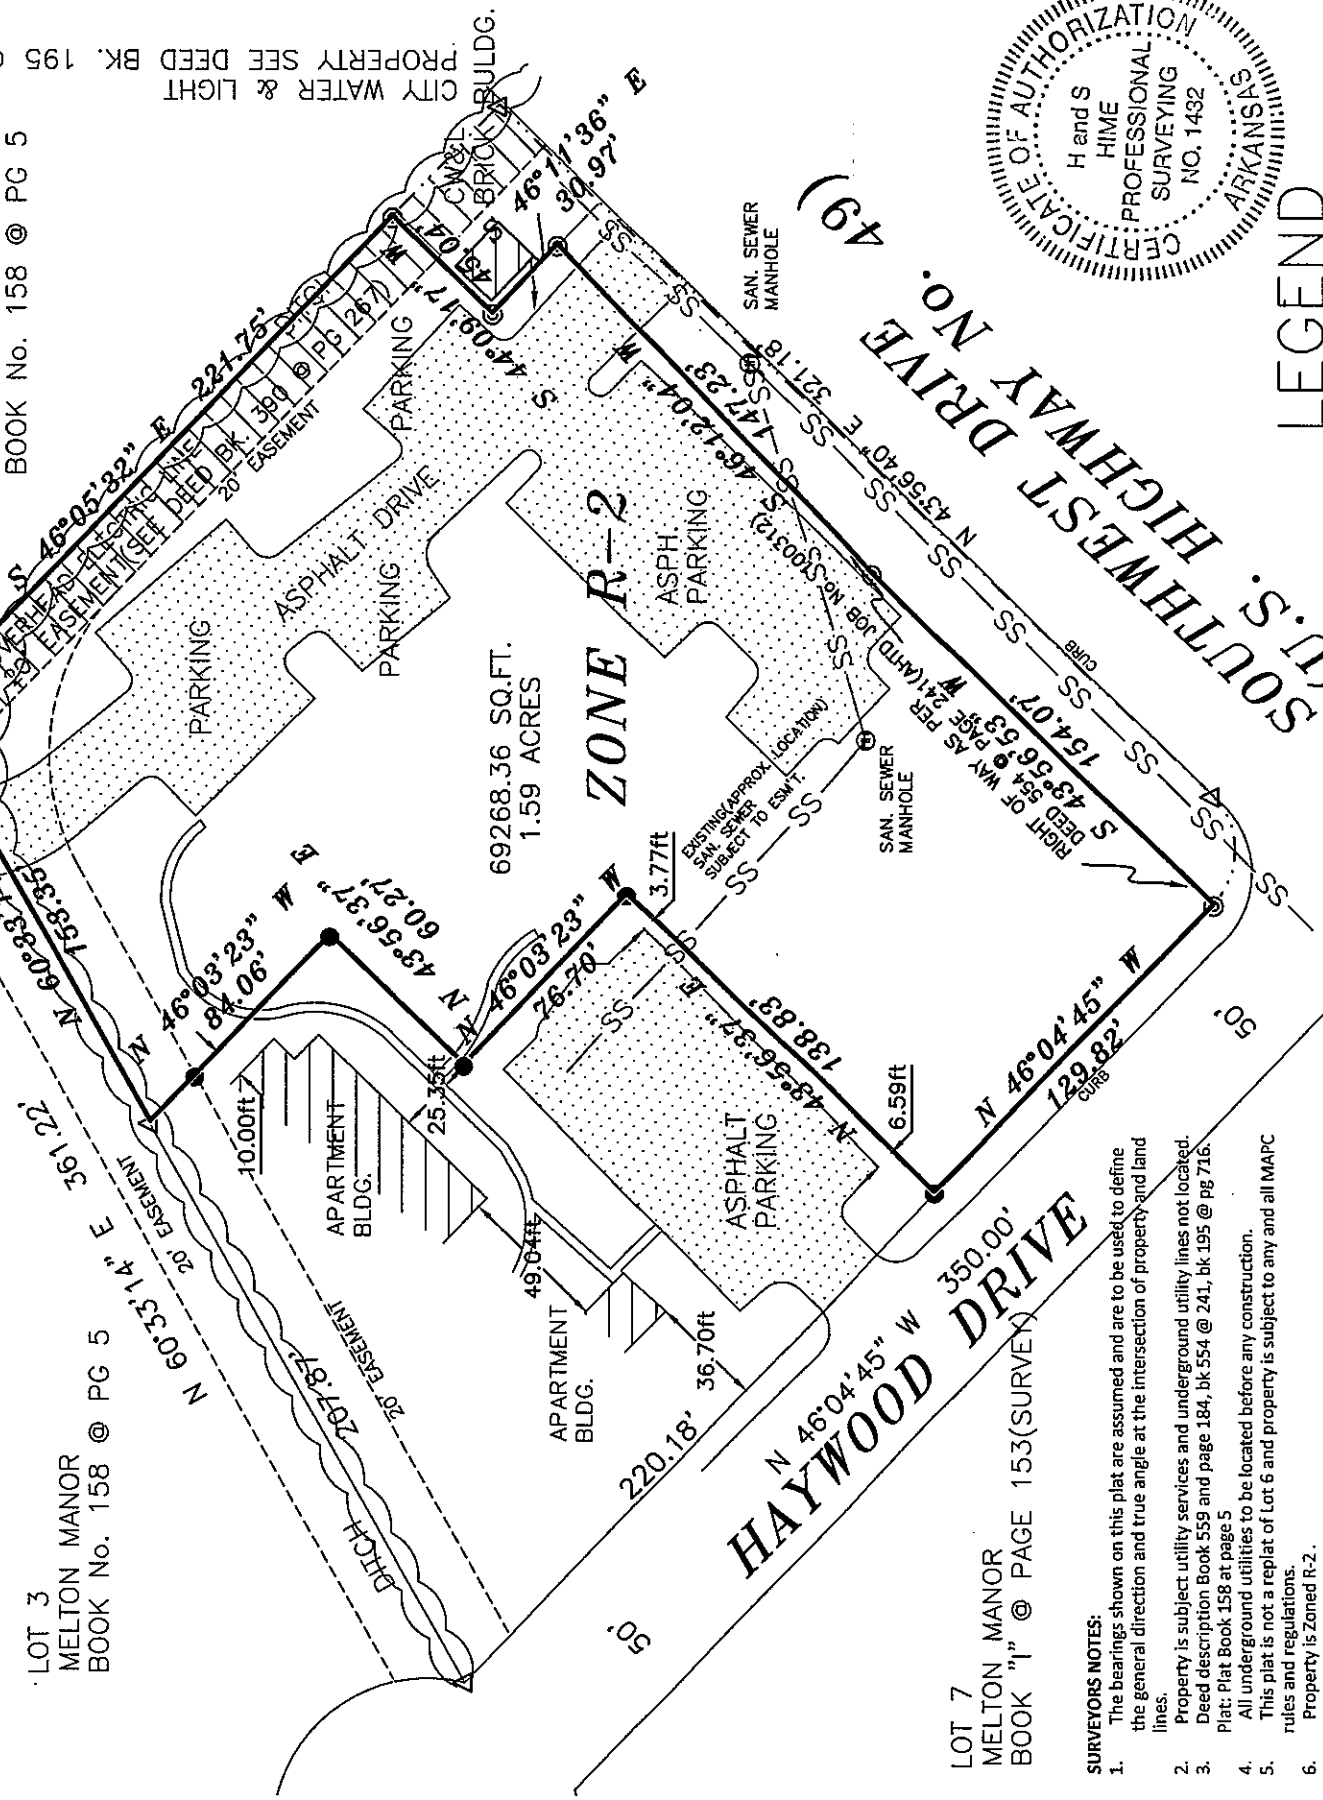 LOT 3
MELTON MANOR
BOOK No. 158 @ PG 5
BOOK No. 158 @ PG 5
CITY WATER & LIGHT
PROPERTY SEE DEED BK. 195
CW&L
BRICK BULDG.
N 60°33'14" E 361.22'
20' EASEMENT
207.87'
20' EASEMENT
DITCH
153.35'
S 46°05'32" E 221.75'
OVERHEAD ELECTRIC LINE
EASEMENT(SEE DEED BK. 390 @ PG 267)
20' EASEMENT
S 44°09'17" W
45.04'
S 46°11'36" E
30.97'
S 46°12'04" W
147.23'
S 43°56'53" W
154.07'
N 43°56'40" E 321.18'
CURB
RIGHT OF WAY AS PER
DEED 554 @ PAGE 241(AHTD JOB No.S100312)
N 46°04'45" W
129.82'
CURB
N 43°56'37" E
138.83'
N 46°03'23" W
76.70'
N 43°56'37" E
60.27'
N 46°03'23" W
84.06'
PARKING
ASPHALT DRIVE
PARKING
PARKING
ASPH
PARKING
69268.36 SQ.FT.
1.59 ACRES
ZONE R-2
EXISTING(APPROX. LOCATION)
SAN. SEWER
SUBJECT TO ESM'T.
SS
SAN. SEWER
MANHOLE
SAN. SEWER
MANHOLE
3.77ft
6.59ft
10.00ft
25.35ft
49.04ft
36.70ft
APARTMENT
BLDG.
APARTMENT
BLDG.
ASPHALT
PARKING
220.18'
N 46°04'45" W 350.00'
HAYWOOD DRIVE
50'
50'
SOUTHWEST DRIVE
U.S. HIGHWAY No. 49)
CERTIFICATE OF AUTHORIZATION
H and S
HIME
PROFESSIONAL
SURVEYING
NO. 1432
ARKANSAS
LEGEND
LOT 7
MELTON MANOR
BOOK "1" @ PAGE 153(SURVEY)
SURVEYORS NOTES:
1. The bearings shown on this plat are assumed and are to be used to define
the general direction and true angle at the intersection of property and land
lines.
2. Property is subject utility services and underground utility lines not located.
3. Deed description Book 559 and page 184, bk 554 @ 241, bk 195 @ pg 716.
Plat: Plat Book 158 at page 5
4. All underground utilities to be located before any construction.
5. This plat is not a replat of Lot 6 and property is subject to any and all MAPC
rules and regulations.
6. Property is Zoned R-2 .